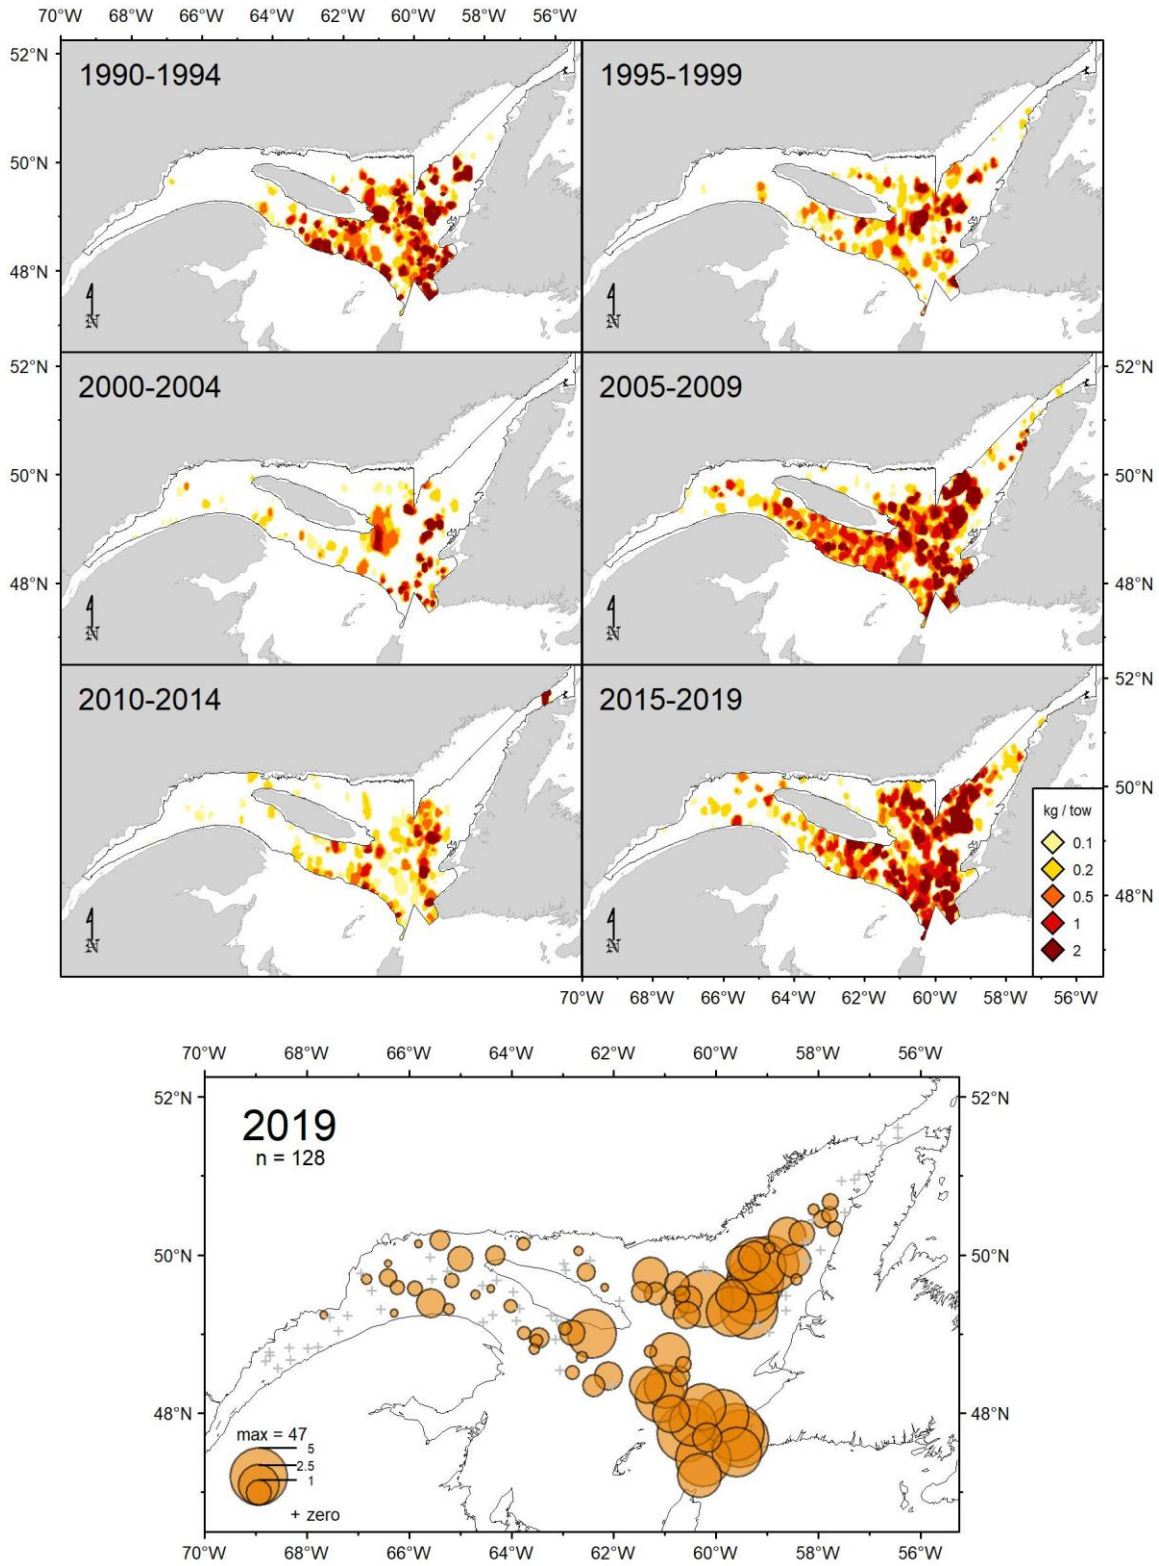 70°W 68°W 66°W 64°W 62°W 60°W 58°W 56°W
52°N
1990-1994
1995-1999
50°N
48°N
N
52°N 52°N
2000-2004
2005-2009
50°N 50°N
48°N 48°N
N
N
52°N
2010-2014
2015-2019
50°N
kg / tow
0.1
0.2
0.5
48°N
1
2
N
70°W 68°W 66°W 64°W 62°W 60°W 58°W 56°W
70°W 68°W 66°W 64°W 62°W 60°W 58°W 56°W
52°N 52°N
2019
n = 128
50°N 50°N
48°N 48°N
max = 47
5
2.5
1
+ zero
70°W 68°W 66°W 64°W 62°W 60°W 58°W 56°W